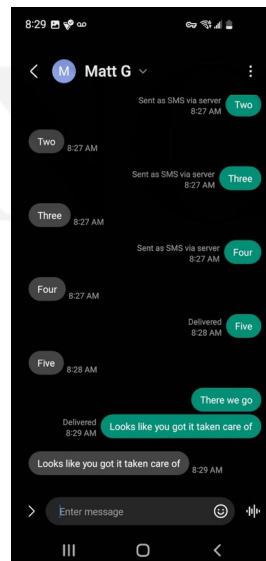 8:29
M Matt G
Sent as SMS via server
8:27 AM Two
Two 8:27 AM
Sent as SMS via server
8:27 AM Three
Three 8:27 AM
Sent as SMS via server
8:27 AM Four
Four 8:27 AM
Delivered
8:28 AM Five
Five 8:28 AM
There we go
Delivered
8:29 AM Looks like you got it taken care of
Looks like you got it taken care of 8:29 AM
Enter message